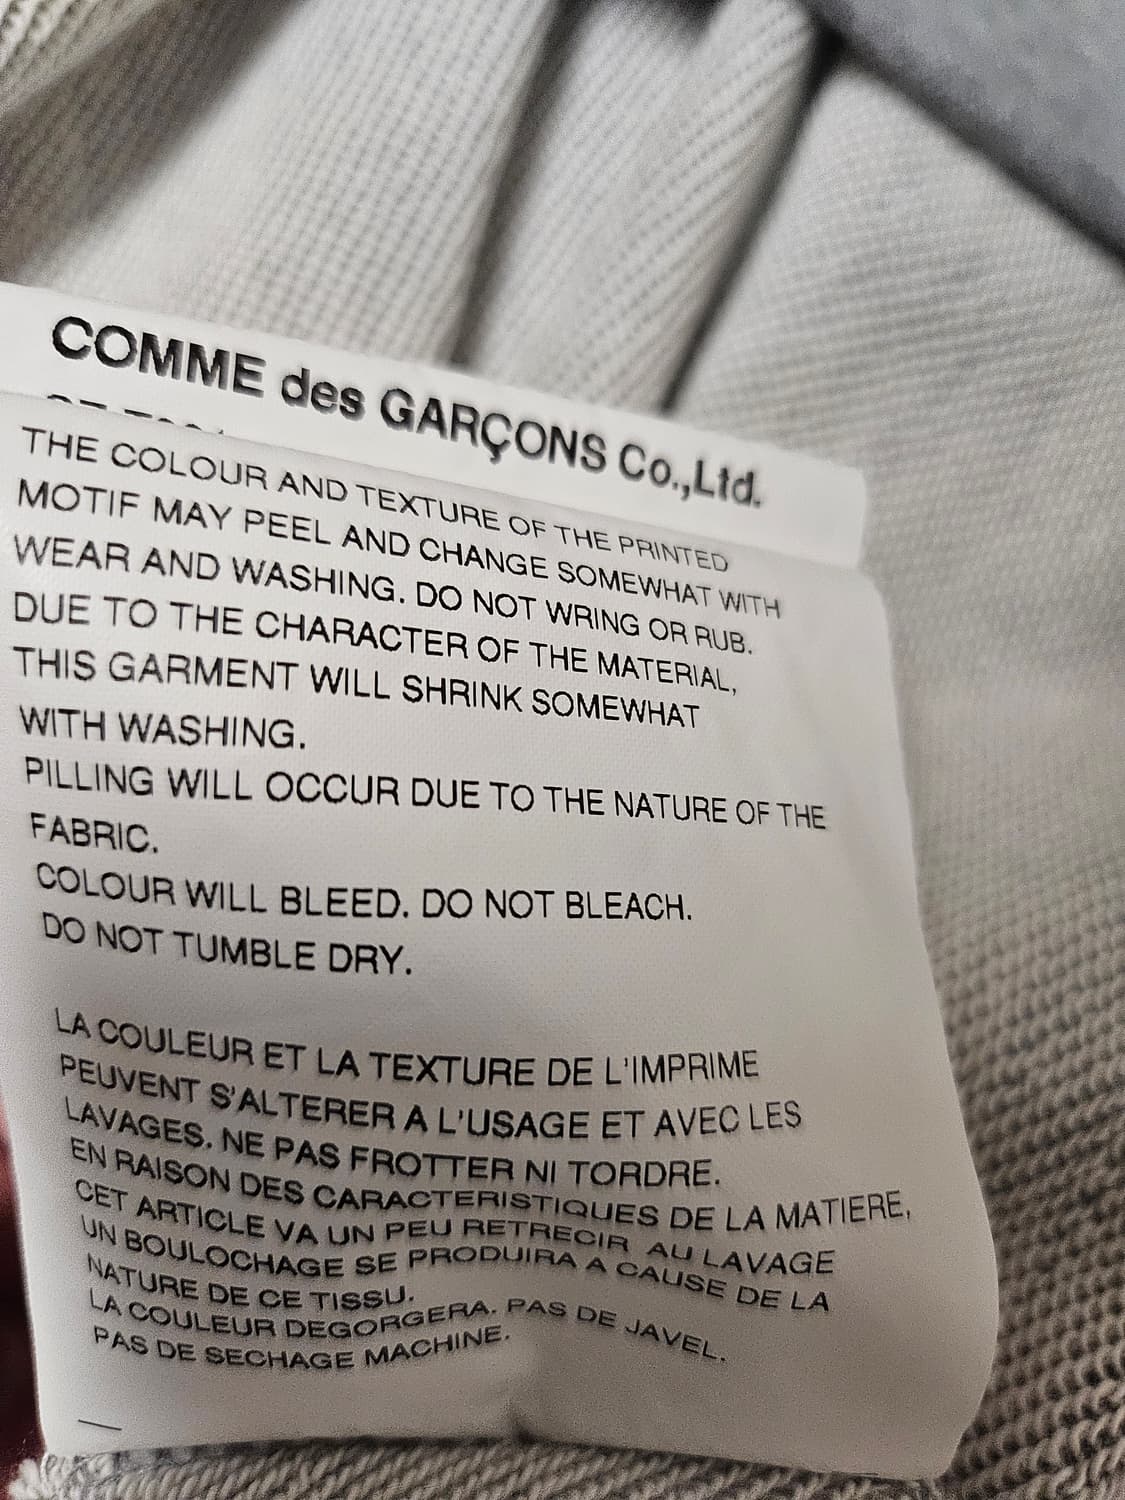 COMME des GARÇONS Co.,Ltd.
THE COLOUR AND TEXTURE OF THE PRINTED
MOTIF MAY PEEL AND CHANGE SOMEWHAT WITH
WEAR AND WASHING. DO NOT WRING OR RUB.
DUE TO THE CHARACTER OF THE MATERIAL,
THIS GARMENT WILL SHRINK SOMEWHAT
WITH WASHING.
PILLING WILL OCCUR DUE TO THE NATURE OF THE
FABRIC.
COLOUR WILL BLEED. DO NOT BLEACH.
DO NOT TUMBLE DRY.
LA COULEUR ET LA TEXTURE DE L'IMPRIME
PEUVENT S'ALTERER A L'USAGE ET AVEC LES
LAVAGES. NE PAS FROTTER NI TORDRE.
EN RAISON DES CARACTERISTIQUES DE LA MATIERE,
CET ARTICLE VA UN PEU RETRECIR AU LAVAGE
UN BOULOCHAGE SE PRODUIRA A CAUSE DE LA
NATURE DE CE TISSU.
LA COULEUR DEGORGERA. PAS DE JAVEL.
PAS DE SECHAGE MACHINE.